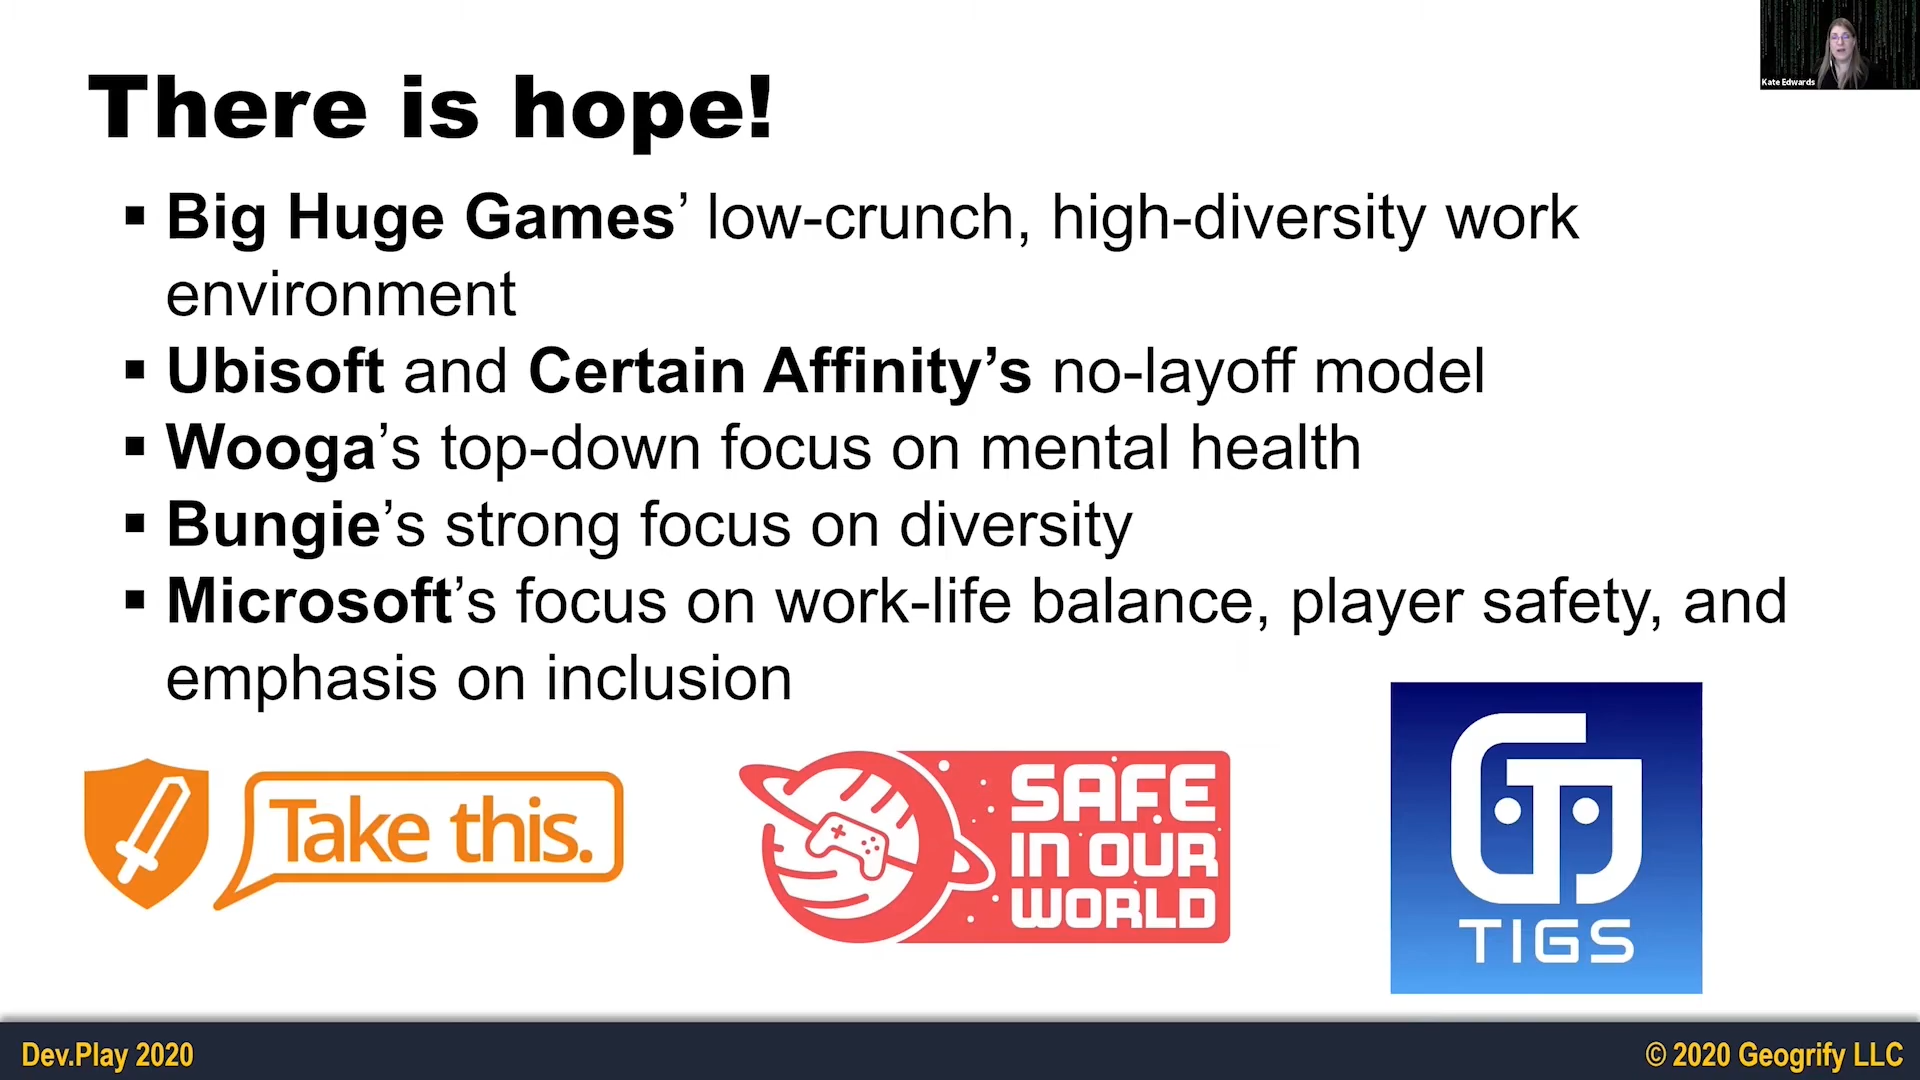 Kate Edwards
There is hope!
▪ Big Huge Games’ low-crunch, high-diversity work
environment
▪ Ubisoft and Certain Affinity’s no-layoff model
▪ Wooga’s top-down focus on mental health
▪ Bungie’s strong focus on diversity
▪ Microsoft’s focus on work-life balance, player safety, and
emphasis on inclusion
Take this.
SAFE
IN OUR
WORLD
TIGS
Dev.Play 2020
© 2020 Geogrify LLC